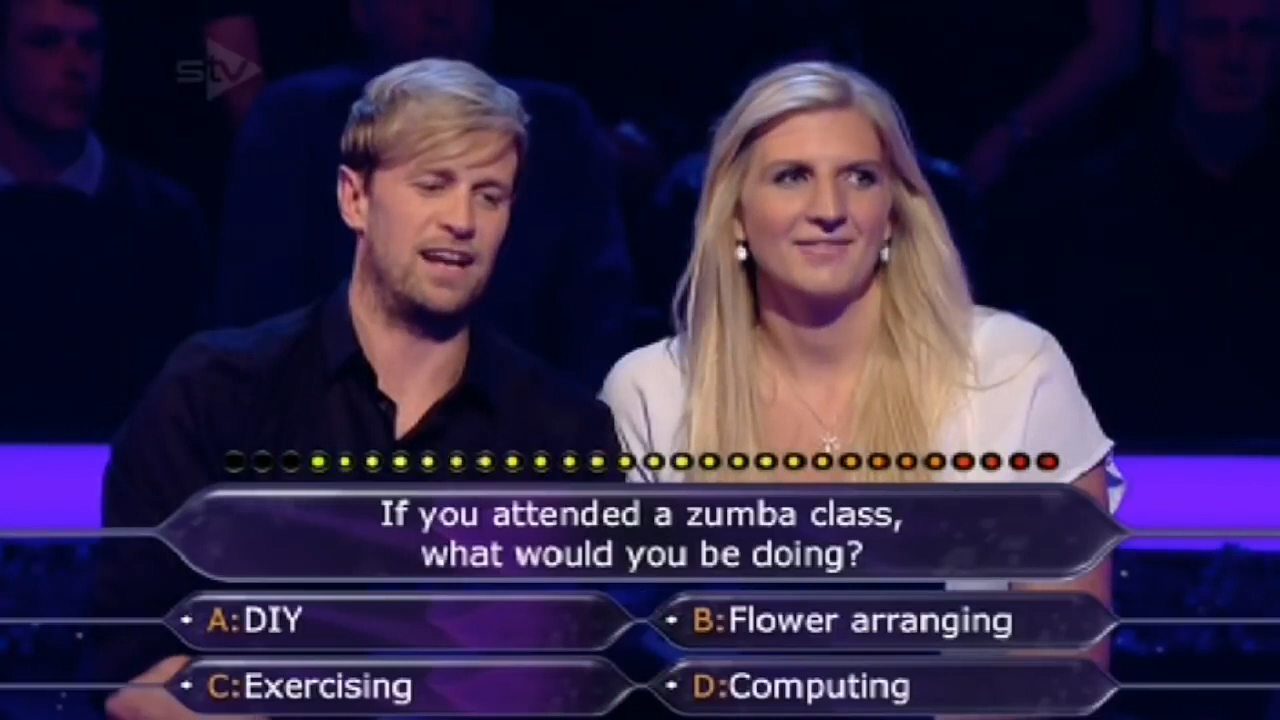 stv
If you attended a zumba class,
what would you be doing?
A:DIY
B:Flower arranging
C:Exercising
D:Computing